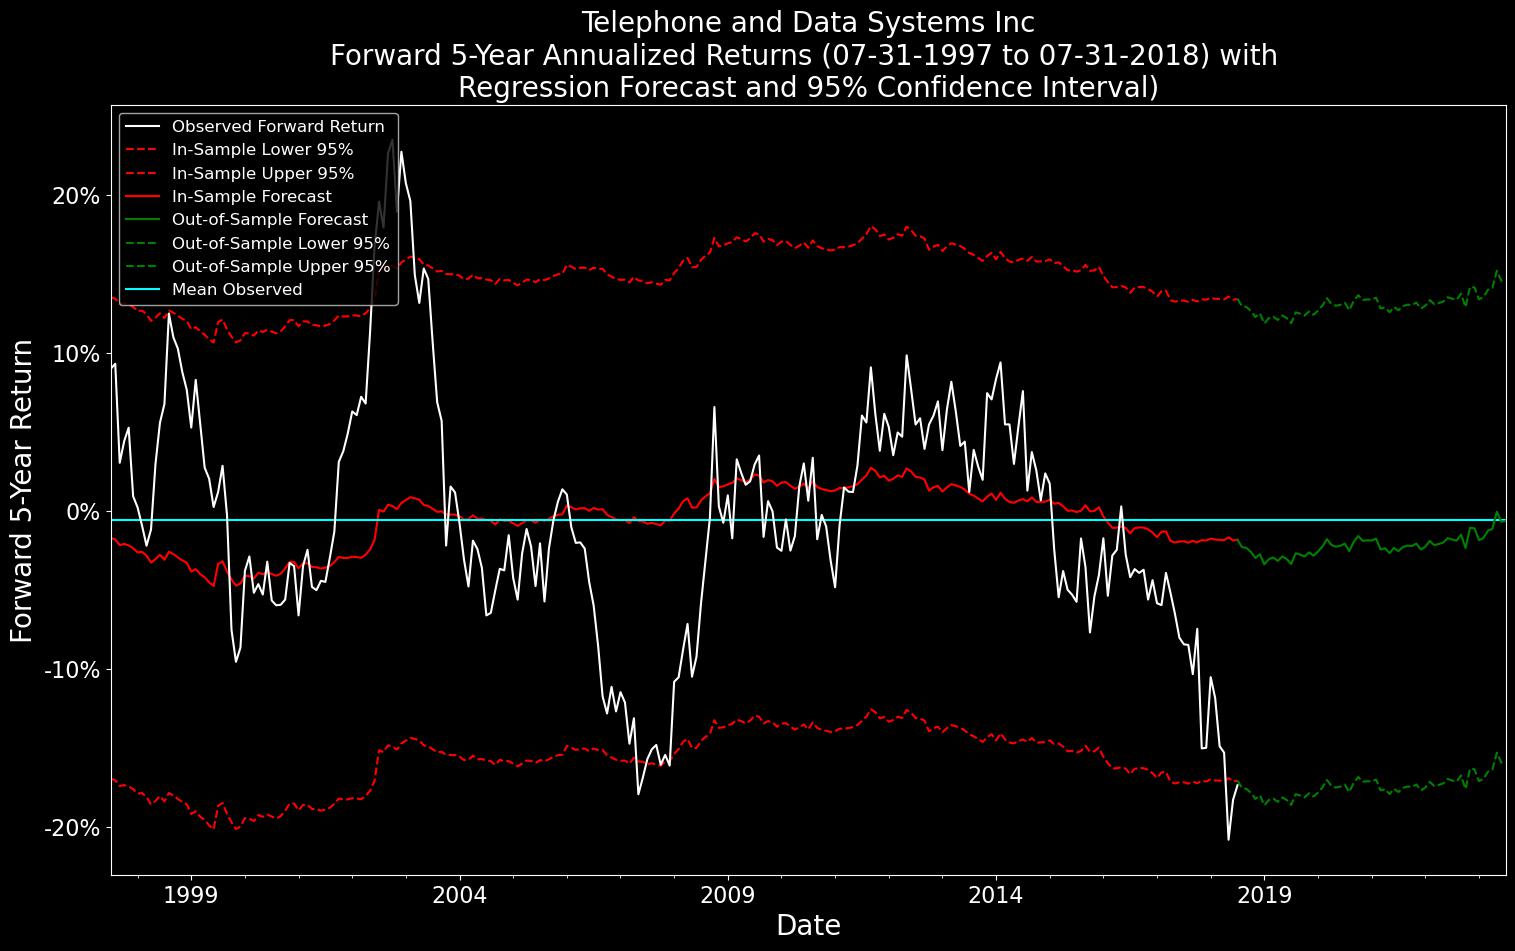 Telephone and Data Systems Inc
Forward 5-Year Annualized Returns (07-31-1997 to 07-31-2018) with
Regression Forecast and 95% Confidence Interval)
Observed Forward Return
In-Sample Lower 95%
In-Sample Upper 95%
In-Sample Forecast
Out-of-Sample Forecast
Out-of-Sample Lower 95%
Out-of-Sample Upper 95%
Mean Observed
Forward 5-Year Return
20%
10%
0%
-10%
-20%
1999
2004
2009
2014
2019
Date